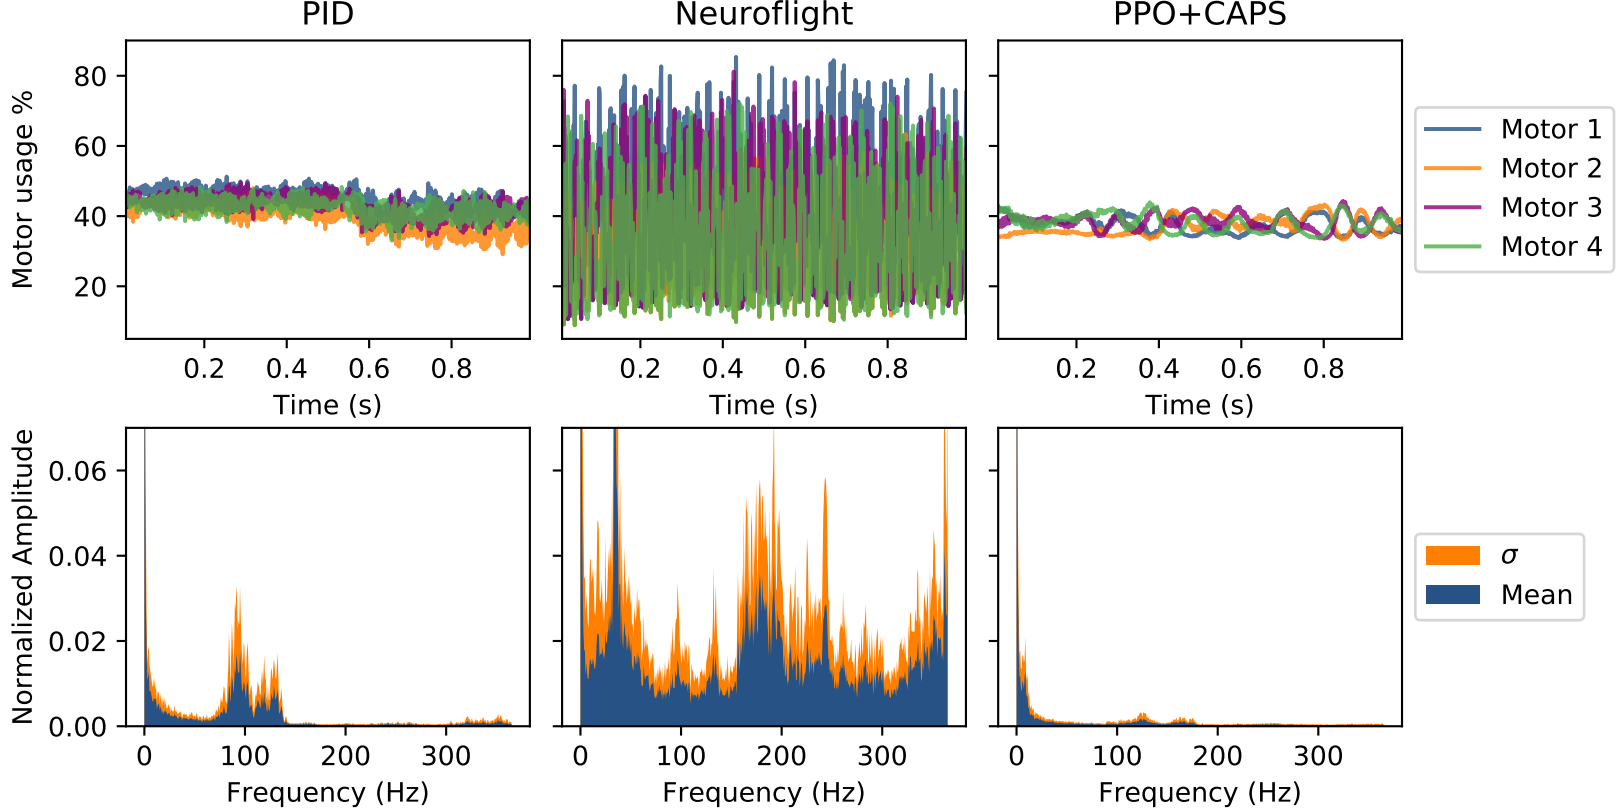 PID
Neuroflight
PPO+CAPS
Motor usage %
80
60
40
20
0.2 0.4 0.6 0.8
0.2 0.4 0.6 0.8
0.2 0.4 0.6 0.8
Time (s)
Time (s)
Time (s)
Motor 1
Motor 2
Motor 3
Motor 4
Normalized Amplitude
0.06
0.04
0.02
0.00
0 100 200 300
0 100 200 300
0 100 200 300
Frequency (Hz)
Frequency (Hz)
Frequency (Hz)
σ
Mean